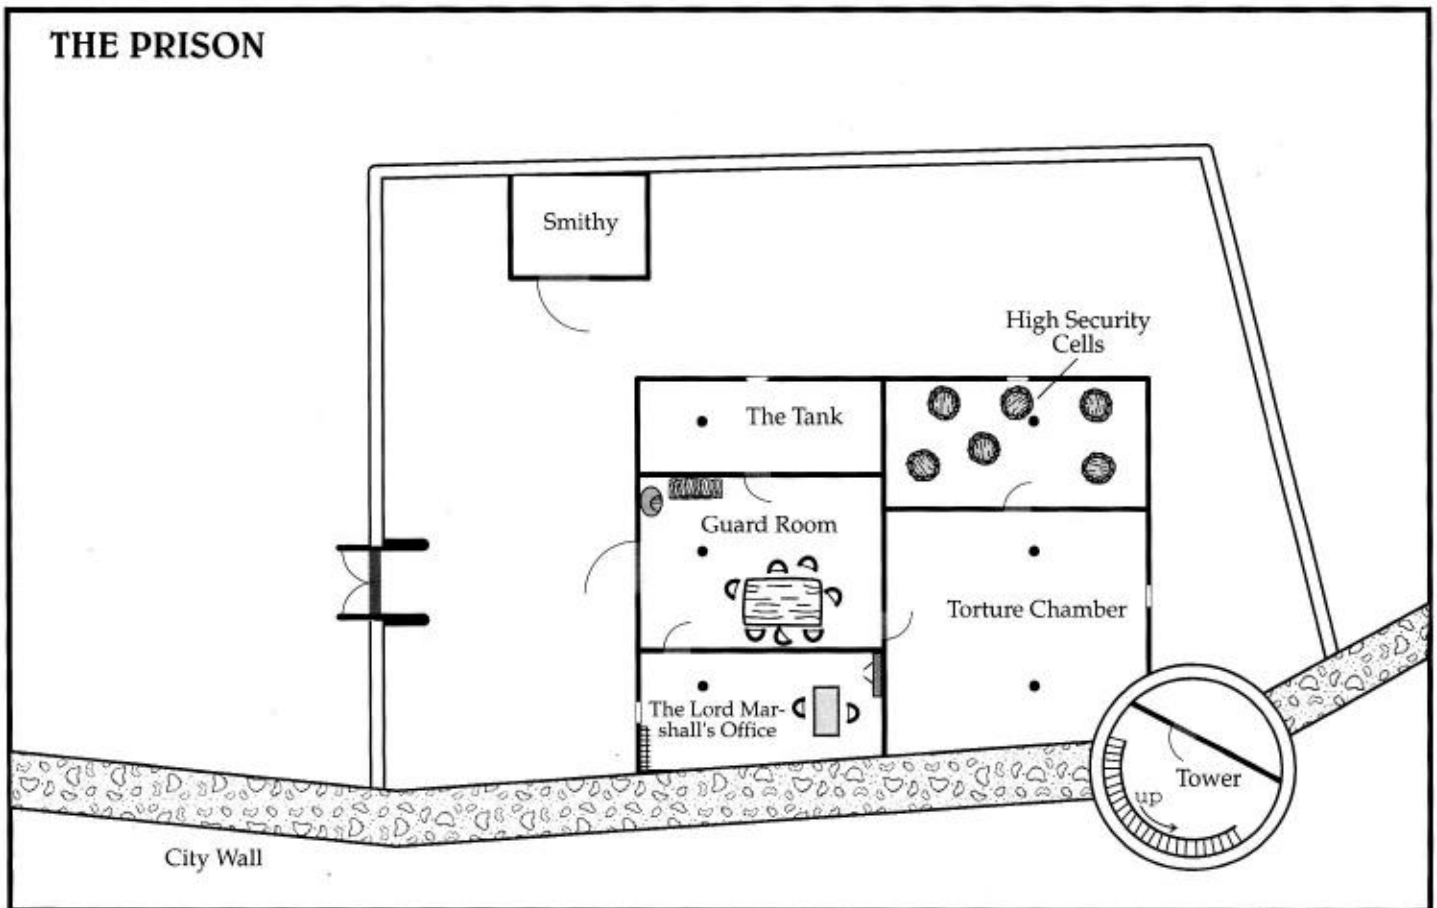 THE PRISON
Smithy
High Security
Cells
The Tank
Guard Room
Torture Chamber
The Lord Mar-
shall's Office
Tower
up
City Wall